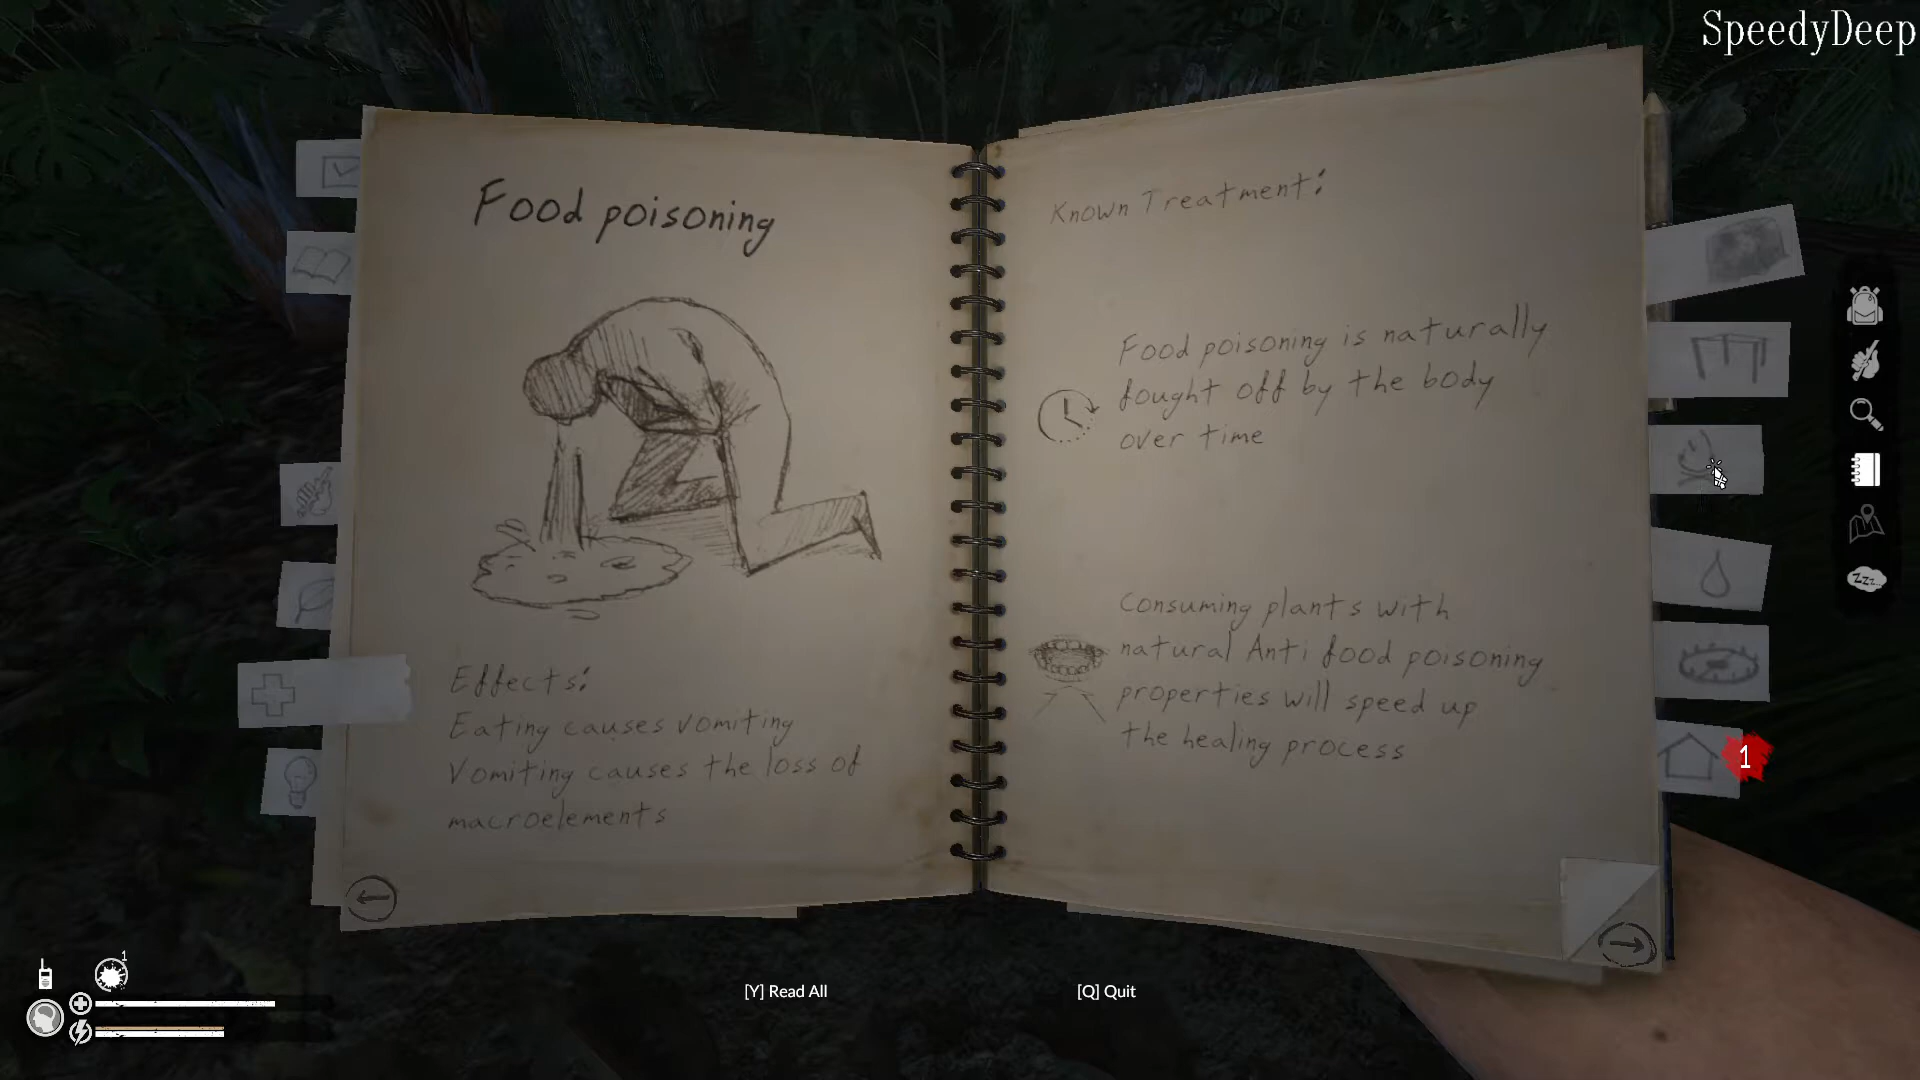 SpeedyDeep
Food poisoning
Effects:
Eating causes vomiting
Vomiting causes the loss of
macroelements
Known Treatment:
Food poisoning is naturally
fought off by the body
over time
Consuming plants with
natural Anti food poisoning
properties will speed up
the healing process
1
zzz..
1
[Y] Read All
[Q] Quit